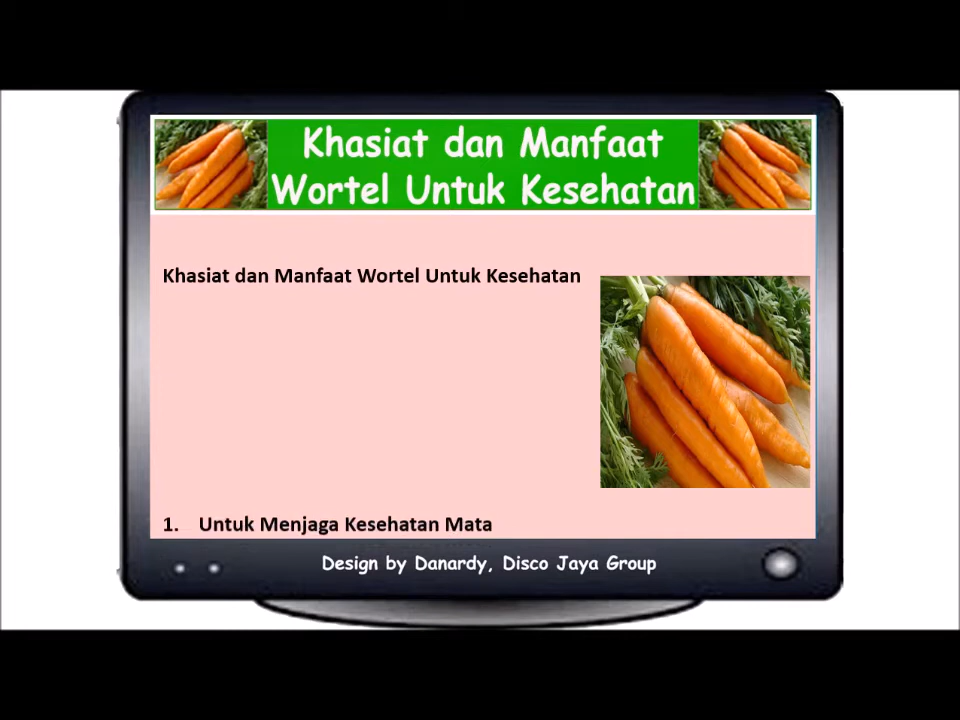 Khasiat dan Manfaat
Wortel Untuk Kesehatan
Khasiat dan Manfaat Wortel Untuk Kesehatan
1. Untuk Menjaga Kesehatan Mata
Design by Danardy, Disco Jaya Group